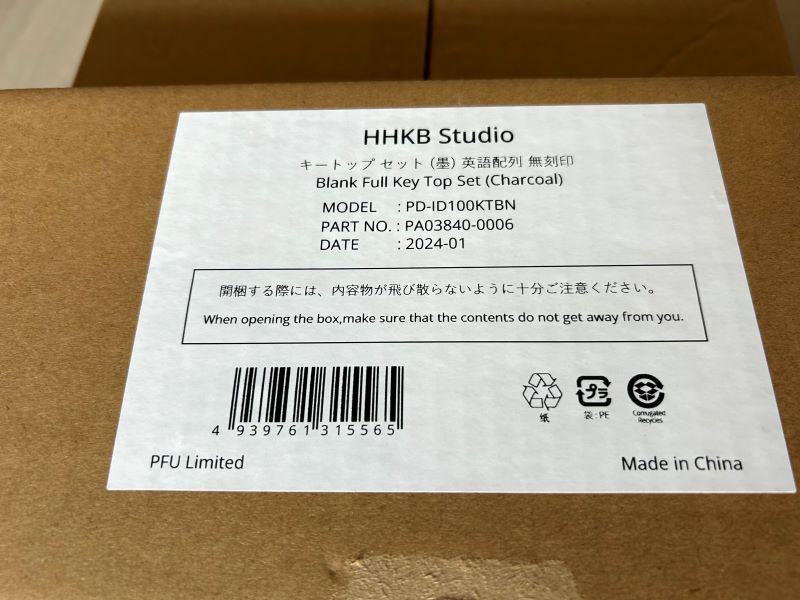 HHKB Studio
キートップ セット (墨) 英語配列 無刻印
Blank Full Key Top Set (Charcoal)
MODEL : PD-ID100KTBN
PART NO. : PA03840-0006
DATE : 2024-01
開梱する際には、内容物が飛び散らないように十分ご注意ください。
When opening the box,make sure that the contents do not get away from you.
4 939761 315565
紙
プラ
袋:PE
Corrugated
Recycles
PFU Limited
Made in China